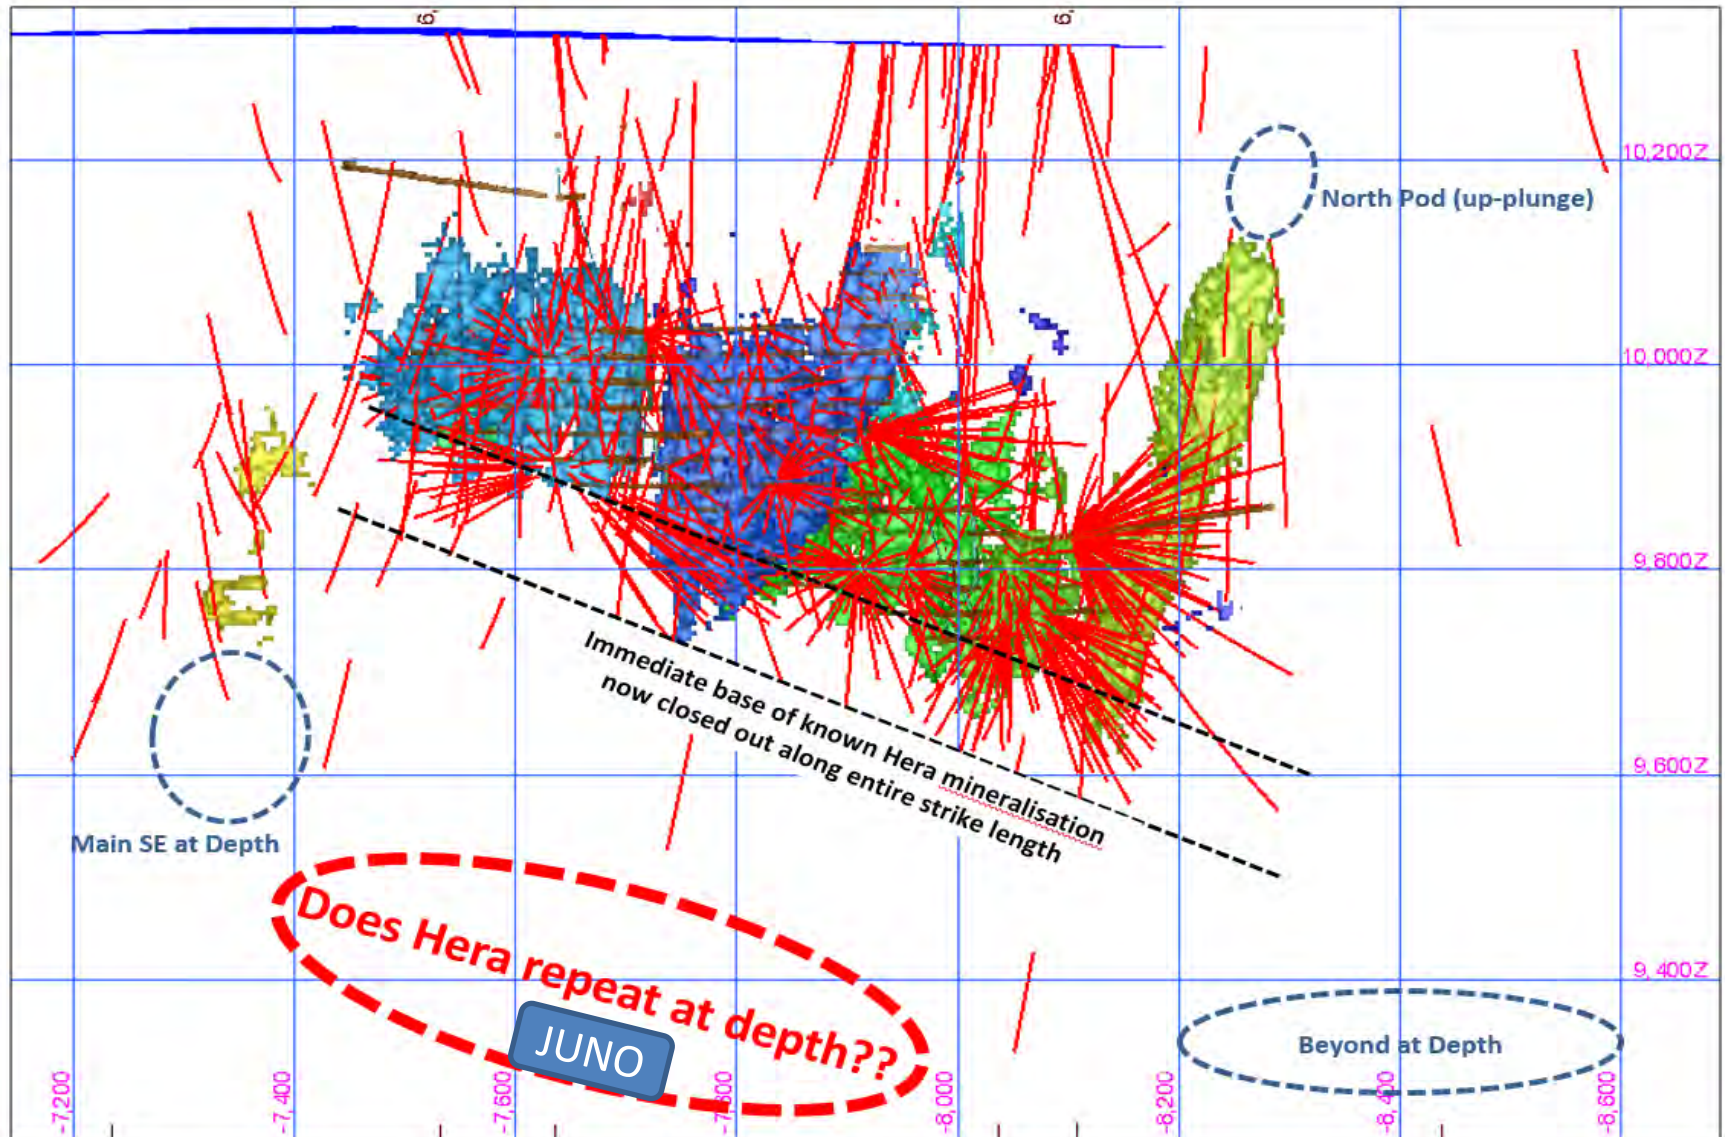 6,
6,
10,200Z
North Pod (up-plunge)
10,000Z
9,800Z
Immediate base of known Hera mineralisation
now closed out along entire strike length
9,600Z
Main SE at Depth
Does Hera repeat at depth??
JUNO
9,400Z
Beyond at Depth
-7,200
-7,400
-7,600
-7,800
-8,000
-8,200
-8,400
-8,600